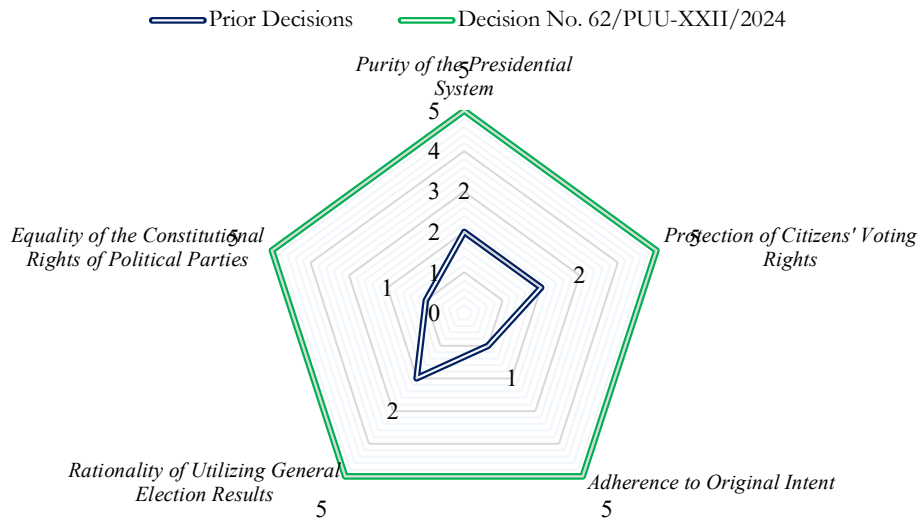 Prior Decisions
Decision No. 62/PUU-XXII/2024
Purity of the Presidential
System
5
5
4
3
2
1
0
2
Equality of the Constitutional
Rights of Political Parties
5
1
Protection of Citizens' Voting
Rights
5
2
1
2
Rationality of Utilizing General
Election Results
5
Adherence to Original Intent
5